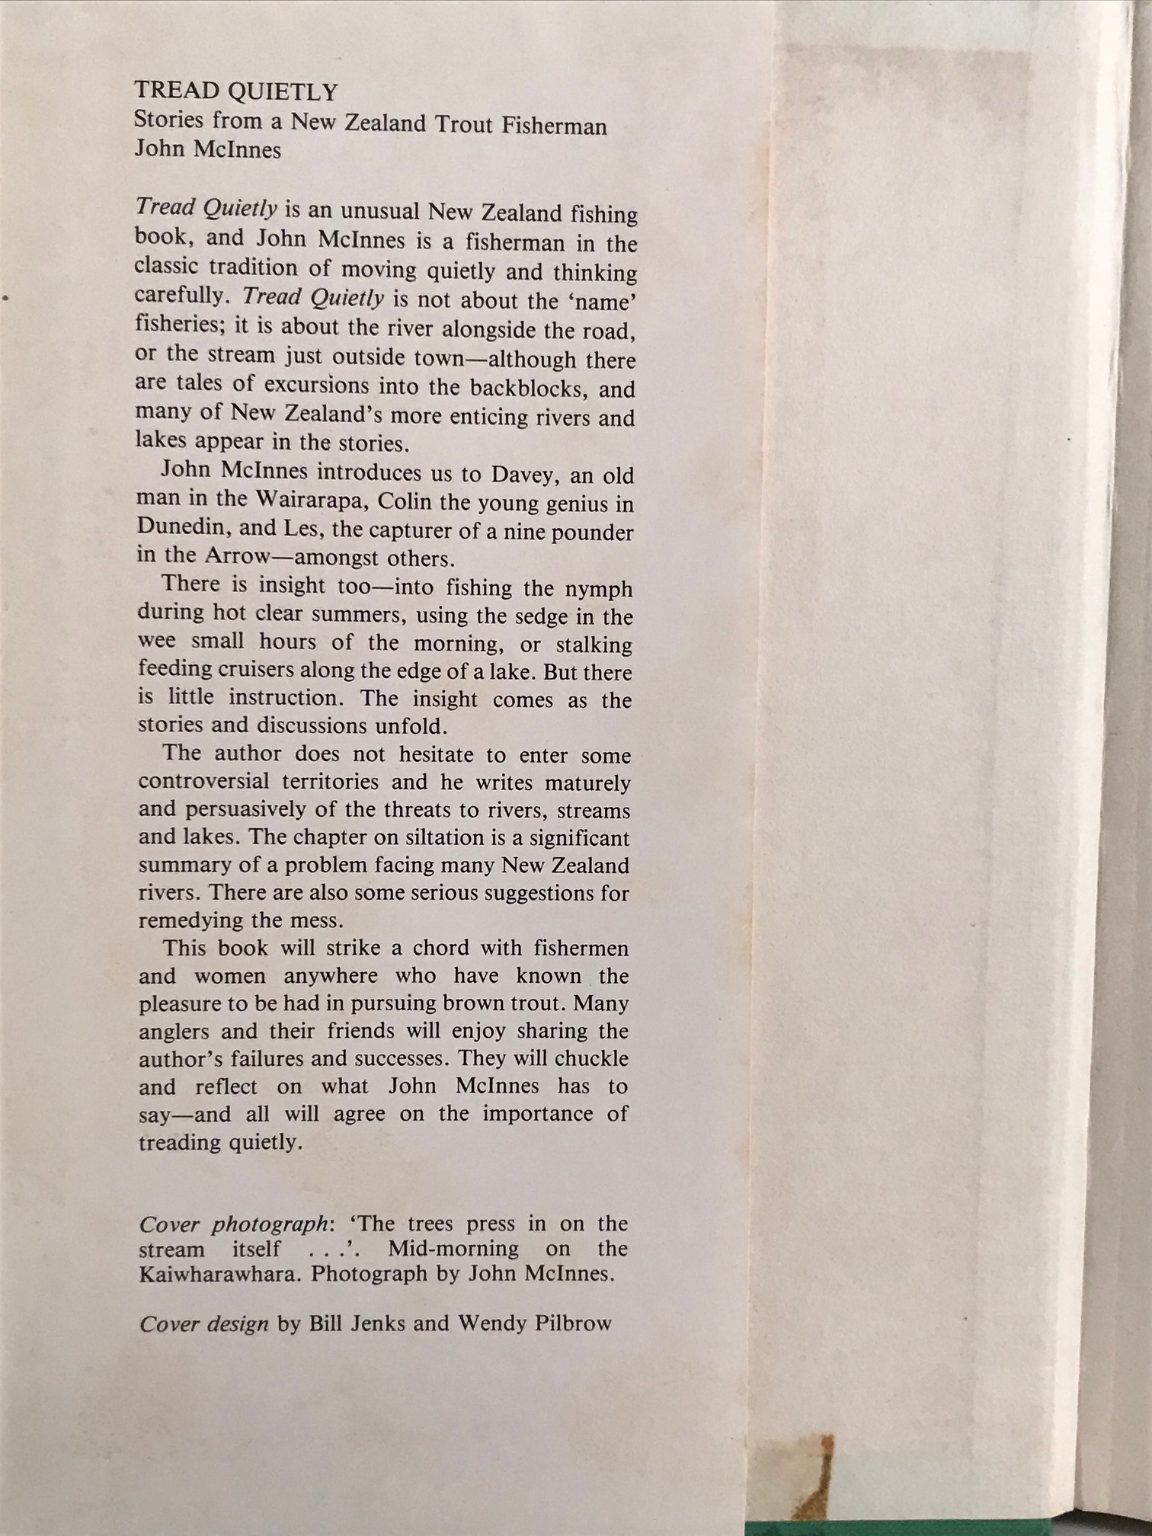 TREAD QUIETLY
Stories from a New Zealand Trout Fisherman
John McInnes
Tread Quietly is an unusual New Zealand fishing
book, and John McInnes is a fisherman in the
classic tradition of moving quietly and thinking
carefully. Tread Quietly is not about the ‘name’
fisheries; it is about the river alongside the road,
or the stream just outside town—although there
are tales of excursions into the backblocks, and
many of New Zealand’s more enticing rivers and
lakes appear in the stories.
John McInnes introduces us to Davey, an old
man in the Wairarapa, Colin the young genius in
Dunedin, and Les, the capturer of a nine pounder
in the Arrow—amongst others.
There is insight too—into fishing the nymph
during hot clear summers, using the sedge in the
wee small hours of the morning, or stalking
feeding cruisers along the edge of a lake. But there
is little instruction. The insight comes as the
stories and discussions unfold.
The author does not hesitate to enter some
controversial territories and he writes maturely
and persuasively of the threats to rivers, streams
and lakes. The chapter on siltation is a significant
summary of a problem facing many New Zealand
rivers. There are also some serious suggestions for
remedying the mess.
This book will strike a chord with fishermen
and women anywhere who have known the
pleasure to be had in pursuing brown trout. Many
anglers and their friends will enjoy sharing the
author’s failures and successes. They will chuckle
and reflect on what John McInnes has to
say—and all will agree on the importance of
treading quietly.
Cover photograph: ‘The trees press in on the
stream itself . . .’. Mid-morning on the
Kaiwharawhara. Photograph by John McInnes.
Cover design by Bill Jenks and Wendy Pilbrow